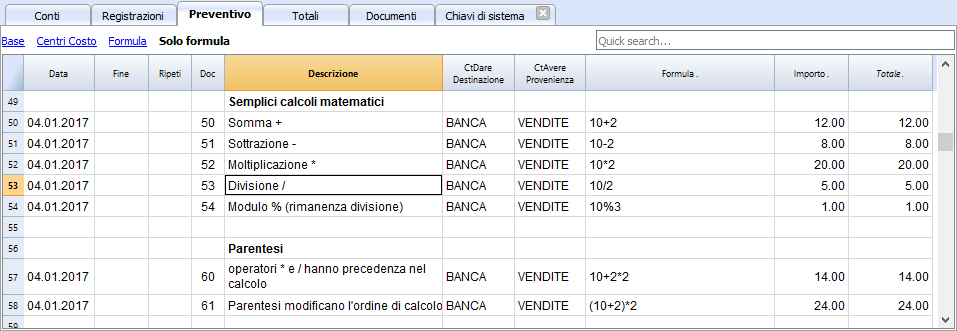 Conti Registrazioni Preventivo Totali Documenti Chiavi di sistema
Base Centri Costo Formula Solo formula Quick search...
Data Fine Ripeti Doc Descrizione CtDare Destinazione CtAvere Provenienza Formula . Importo . Totale .
49 Semplici calcoli matematici
50 04.01.2017 50 Somma + BANCA VENDITE 10+2 12.00 12.00
51 04.01.2017 51 Sottrazione - BANCA VENDITE 10-2 8.00 8.00
52 04.01.2017 52 Moltiplicazione * BANCA VENDITE 10*2 20.00 20.00
53 04.01.2017 53 Divisione / BANCA VENDITE 10/2 5.00 5.00
54 04.01.2017 54 Modulo % (rimanenza divisione) BANCA VENDITE 10%3 1.00 1.00
55
56 Parentesi
57 04.01.2017 60 operatori * e / hanno precedenza nel calcolo BANCA VENDITE 10+2*2 14.00 14.00
58 04.01.2017 61 Parentesi modificano l'ordine di calcolo BANCA VENDITE (10+2)*2 24.00 24.00
59